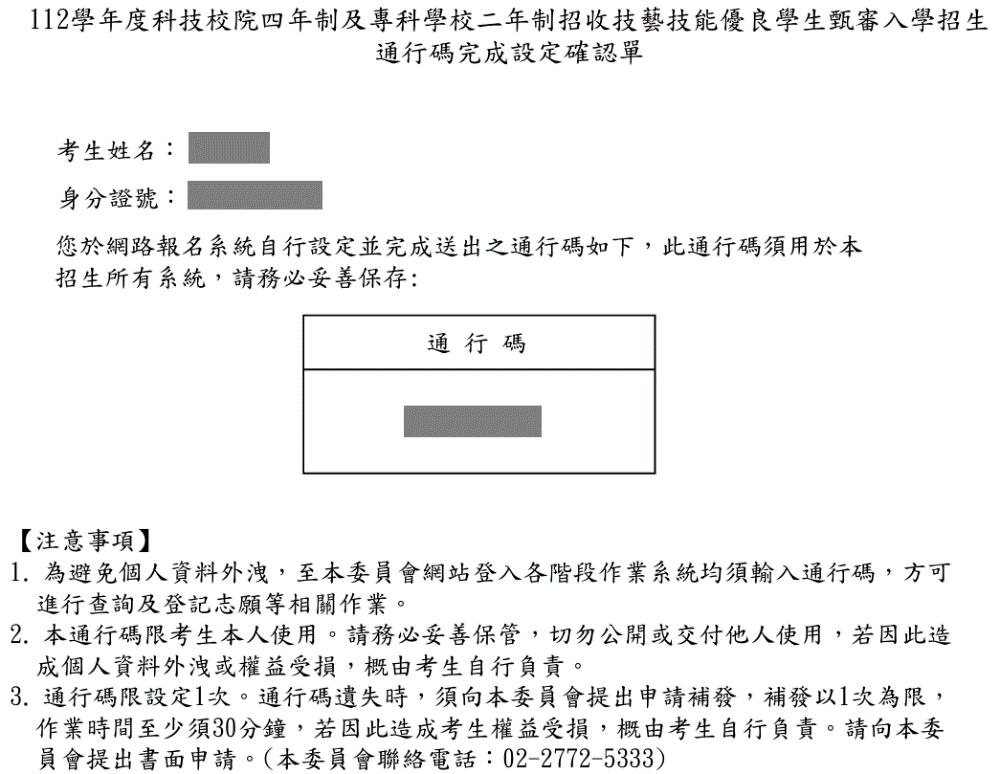 112學年度科技校院四年制及專科學校二年制招收技藝技能優良學生甄審入學招生
通行碼完成設定確認單
考生姓名：
身分證號：
您於網路報名系統自行設定並完成送出之通行碼如下，此通行碼須用於本
招生所有系統，請務必妥善保存:
通 行 碼
【注意事項】
1. 為避免個人資料外洩，至本委員會網站登入各階段作業系統均須輸入通行碼，方可
進行查詢及登記志願等相關作業。
2. 本通行碼限考生本人使用。請務必妥善保管，切勿公開或交付他人使用，若因此造
成個人資料外洩或權益受損，概由考生自行負責。
3. 通行碼限設定1次。通行碼遺失時，須向本委員會提出申請補發，補發以1次為限，
作業時間至少須30分鐘，若因此造成考生權益受損，概由考生自行負責。請向本委
員會提出書面申請。(本委員會聯絡電話：02-2772-5333)